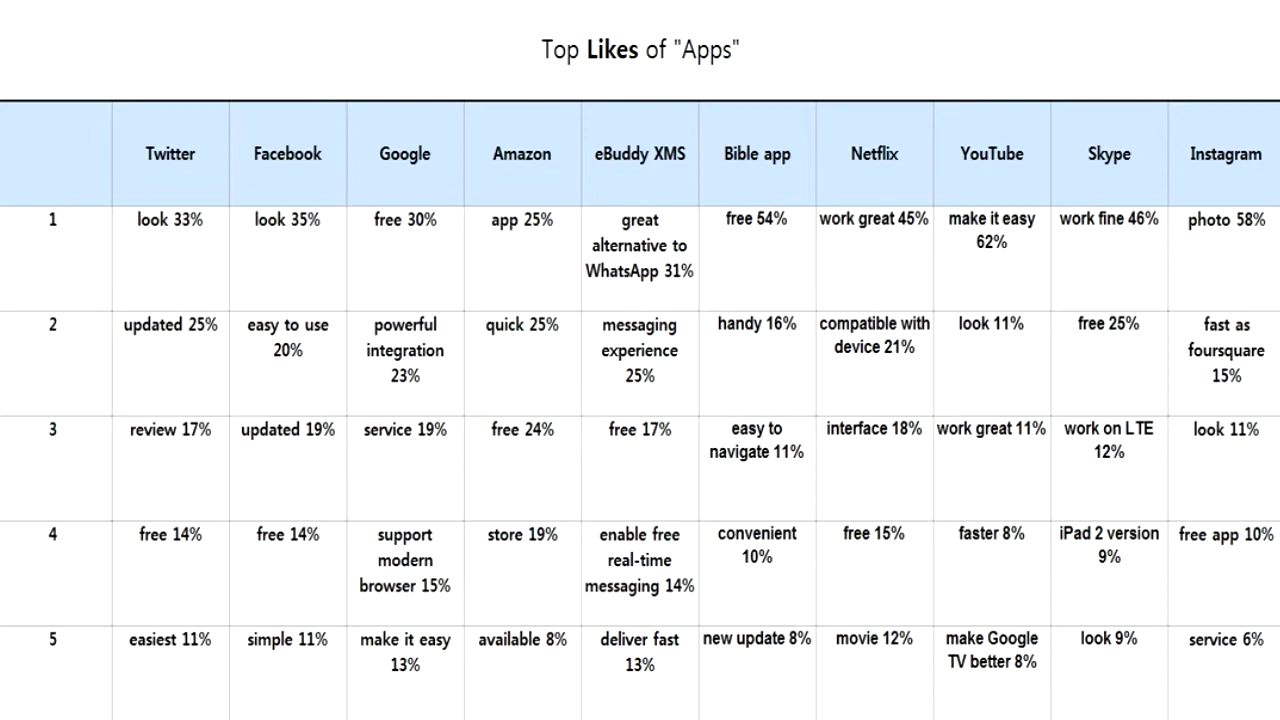 Top Likes of "Apps"
Twitter Facebook Google Amazon eBuddy XMS Bible app Netflix YouTube Skype Instagram
1 look 33% look 35% free 30% app 25% great alternative to WhatsApp 31% free 54% work great 45% make it easy 62% work fine 46% photo 58%
2 updated 25% easy to use 20% powerful integration 23% quick 25% messaging experience 25% handy 16% compatible with device 21% look 11% free 25% fast as foursquare 15%
3 review 17% updated 19% service 19% free 24% free 17% easy to navigate 11% interface 18% work great 11% work on LTE 12% look 11%
4 free 14% free 14% support modern browser 15% store 19% enable free real-time messaging 14% convenient 10% free 15% faster 8% iPad 2 version 9% free app 10%
5 easiest 11% simple 11% make it easy 13% available 8% deliver fast 13% new update 8% movie 12% make Google TV better 8% look 9% service 6%